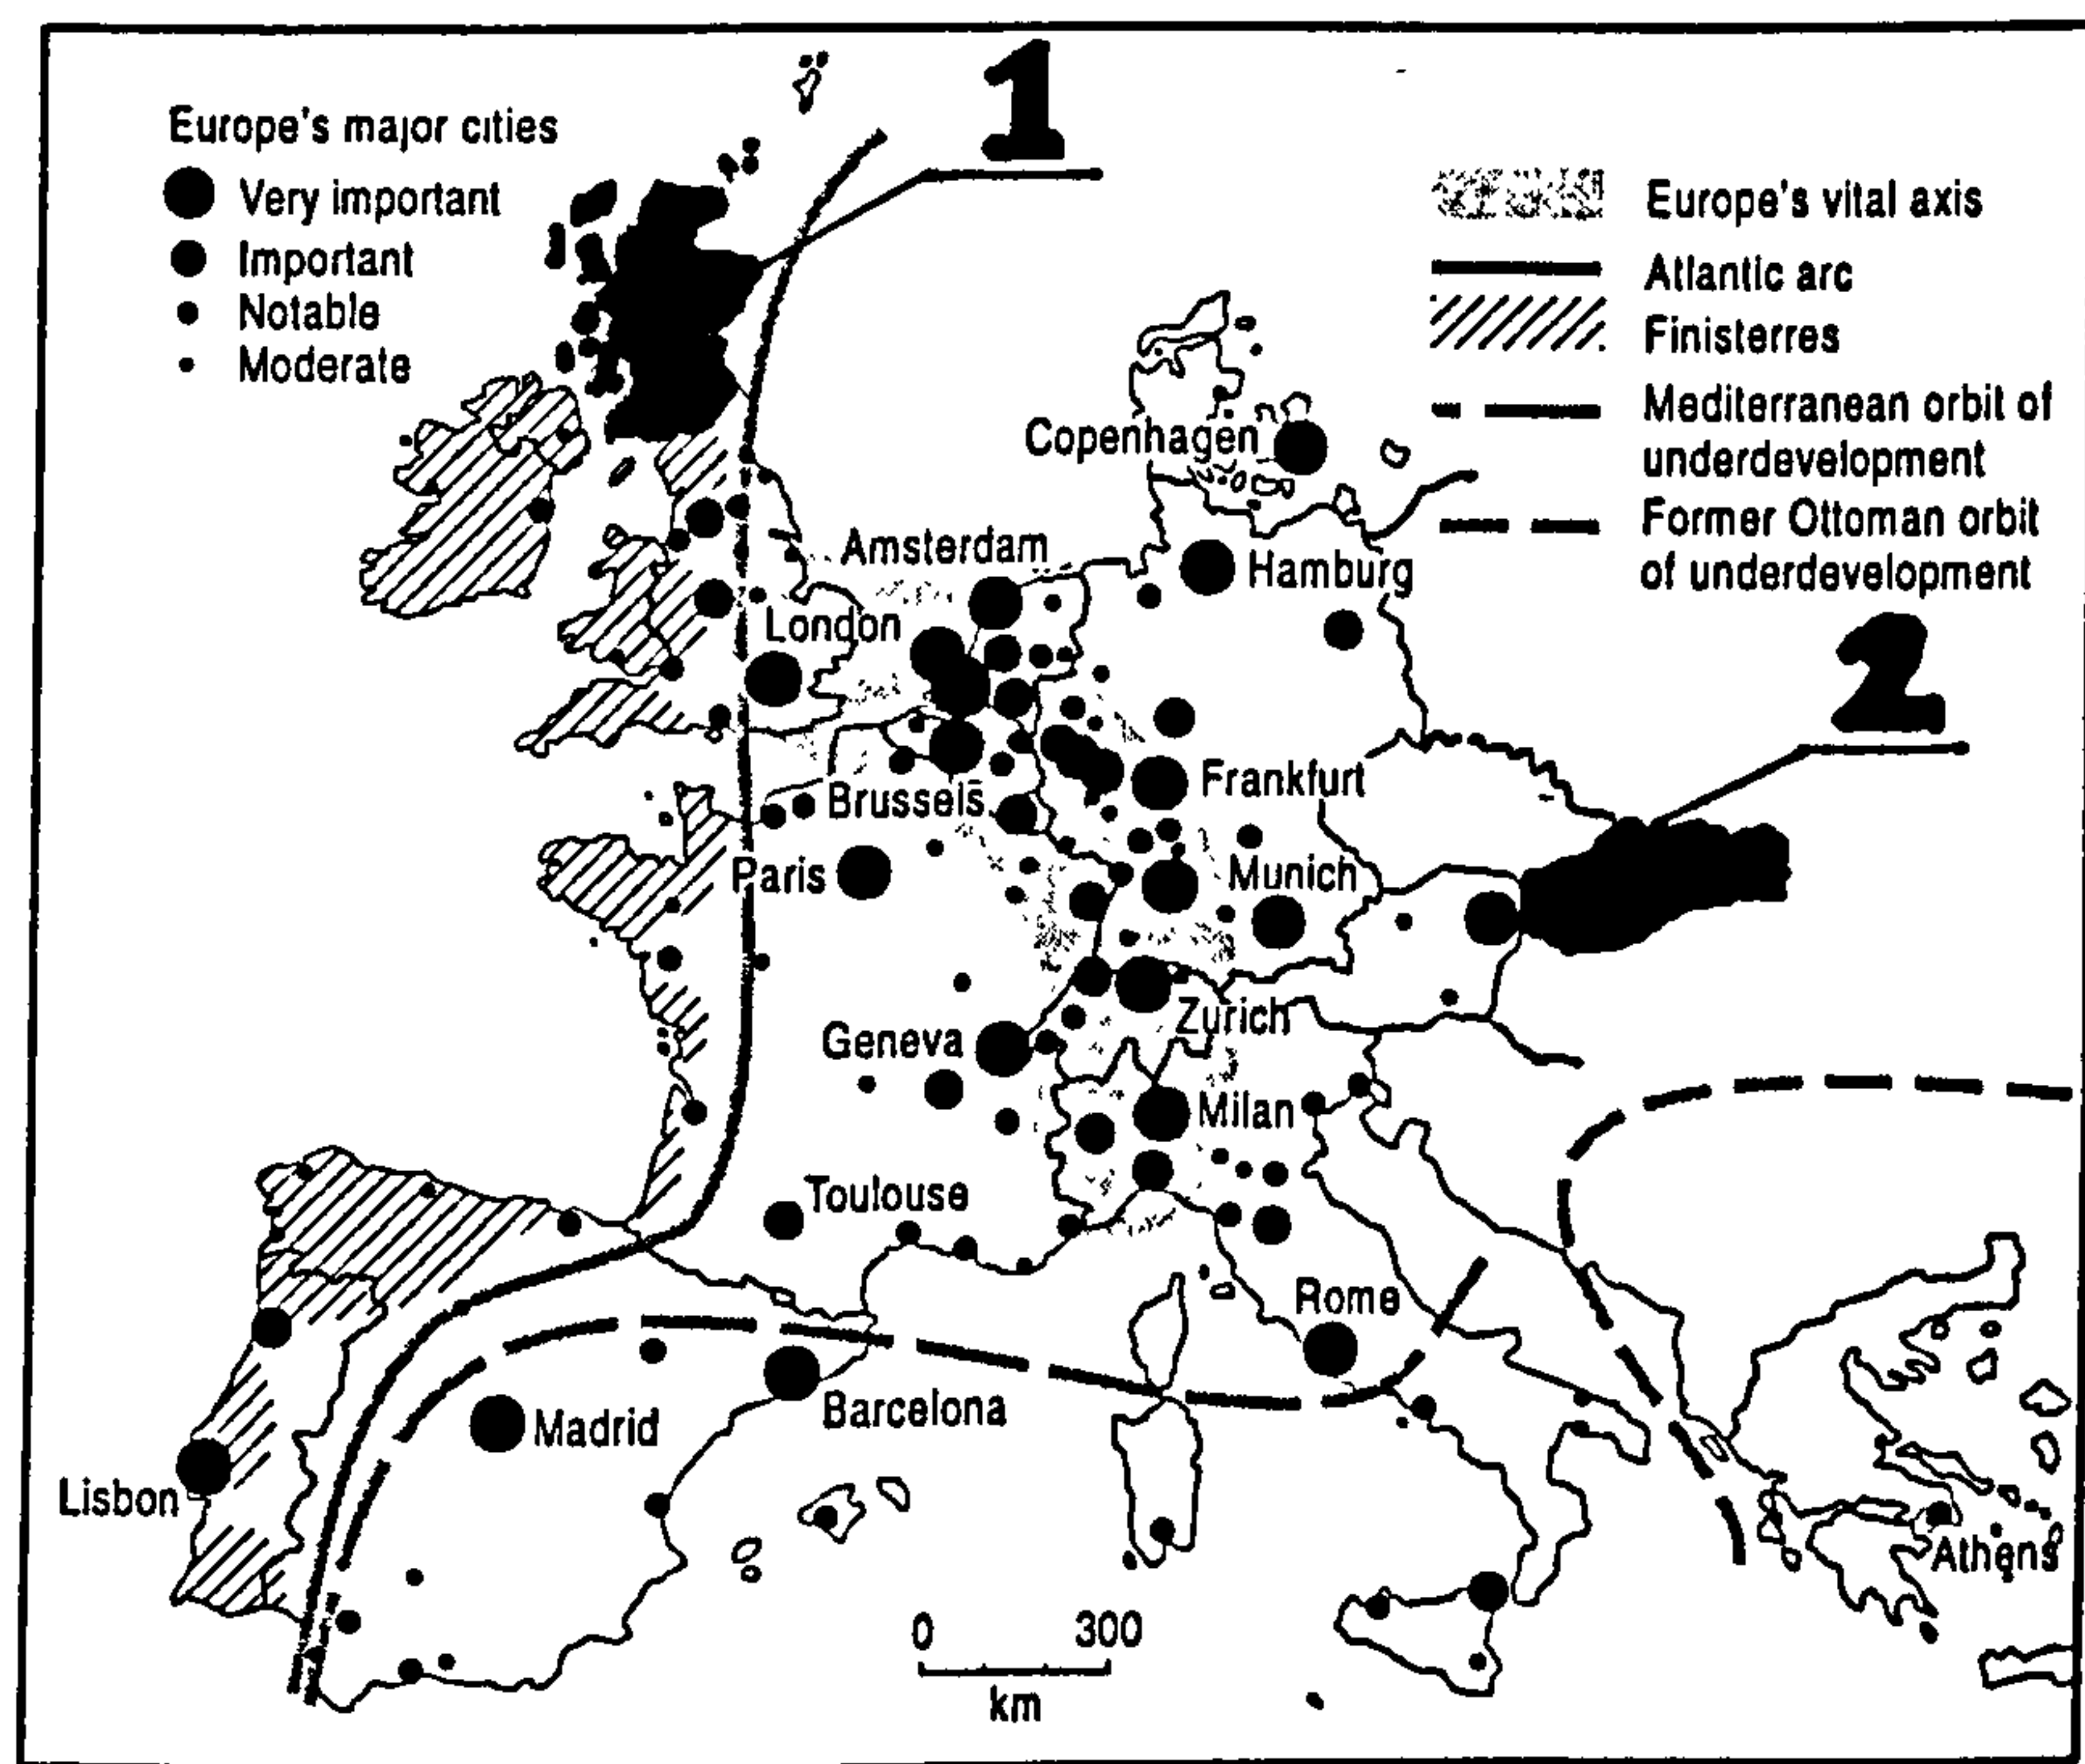 1
Europe's major cities
Very important
Important
Notable
Moderate
Europe's vital axis
Atlantic arc
Finisterres
Mediterranean orbit of
underdevelopment
Former Ottoman orbit
of underdevelopment
Copenhagen
Amsterdam
Hamburg
London
2
Frankfurt
Brussels
Paris
Munich
Zurich
Geneva
Milan
Toulouse
Rome
Barcelona
Madrid
Lisbon
Athens
0 300
km